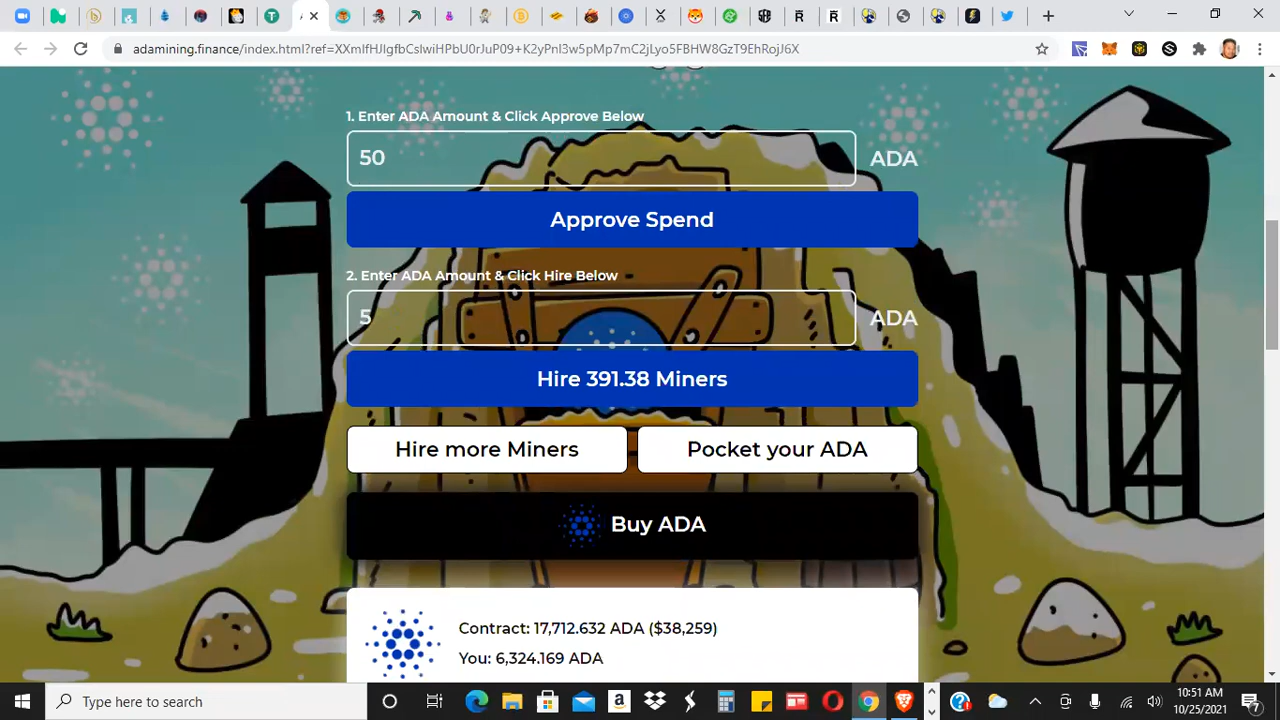 adamining.finance/index.html?ref=XXmIfHJIgfbCslwiHPbU0rJuP09+K2yPnl3w5pMp7mC2jLyo5FBHW8GzT9EhRojJ6X
1. Enter ADA Amount & Click Approve Below
50
ADA
Approve Spend
2. Enter ADA Amount & Click Hire Below
5
ADA
Hire 391.38 Miners
Hire more Miners
Pocket your ADA
Buy ADA
Contract: 17,712.632 ADA ($38,259)
You: 6,324.169 ADA
Type here to search
10:51 AM
10/25/2021
7